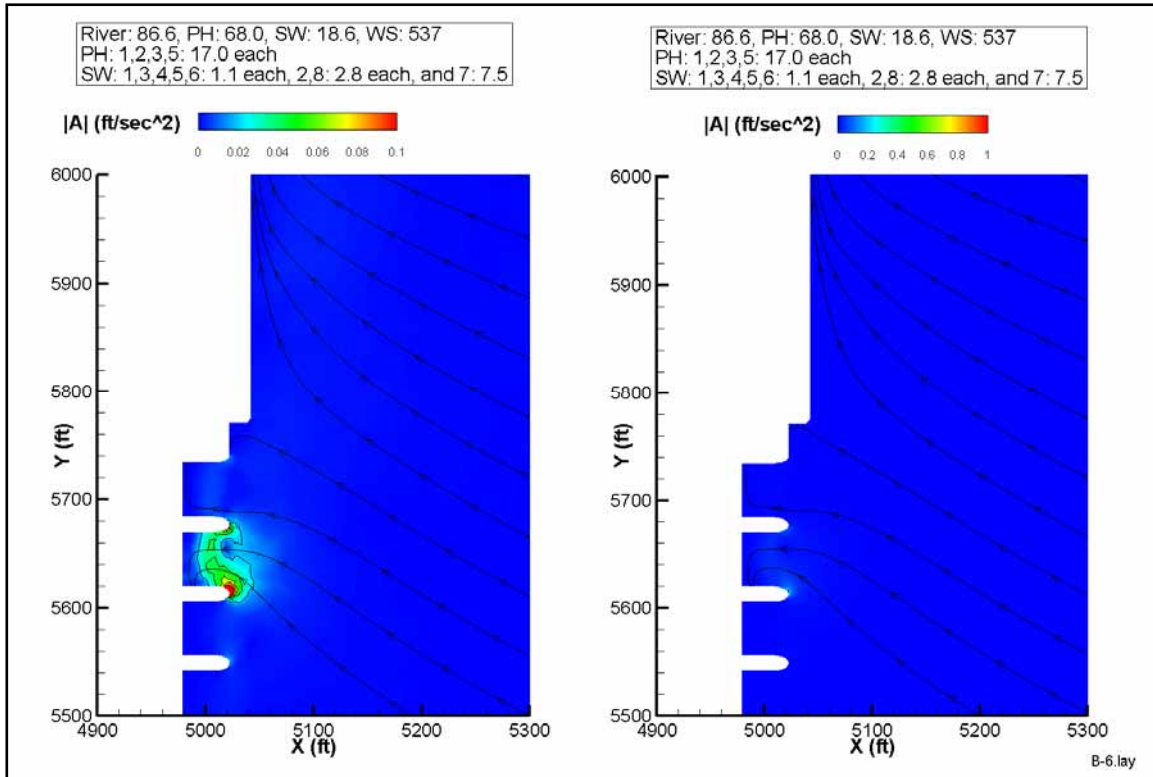 River: 86.6, PH: 68.0, SW: 18.6, WS: 537
PH: 1,2,3,5: 17.0 each
SW: 1,3,4,5,6: 1.1 each, 2,8: 2.8 each, and 7: 7.5
|A| (ft/sec^2)
0 0.02 0.04 0.06 0.08 0.1
6000
5900
5800
5700
5600
5500
Y (ft)
4900 5000 5100 5200 5300
X (ft)
River: 86.6, PH: 68.0, SW: 18.6, WS: 537
PH: 1,2,3,5: 17.0 each
SW: 1,3,4,5,6: 1.1 each, 2,8: 2.8 each, and 7: 7.5
|A| (ft/sec^2)
0 0.2 0.4 0.6 0.8 1
6000
5900
5800
5700
5600
5500
Y (ft)
4900 5000 5100 5200 5300
X (ft)
B-6.lay